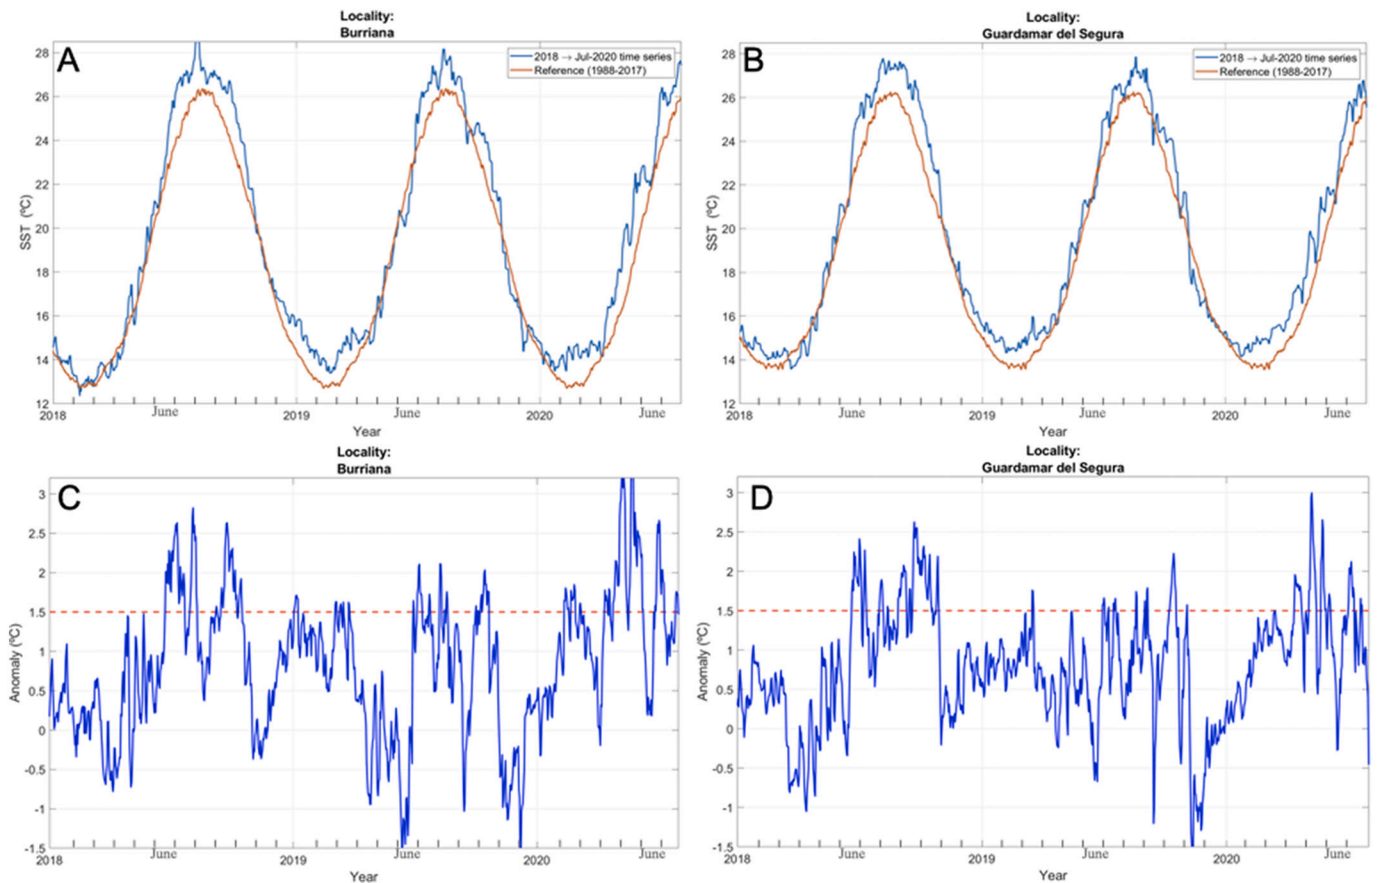 Locality:
Burriana
A
2018 → Jul-2020 time series
Reference (1988-2017)
28
26
24
22
20
18
16
14
12
SST (ºC)
2018
June
2019
June
2020
June
Year
Locality:
Guardamar del Segura
B
2018 → Jul-2020 time series
Reference (1988-2017)
28
26
24
22
20
18
16
14
12
SST (ºC)
2018
June
2019
June
2020
June
Year
Locality:
Burriana
C
3
2.5
2
1.5
1
0.5
0
-0.5
-1
-1.5
Anomaly (ºC)
2018
June
2019
June
2020
June
Year
Locality:
Guardamar del Segura
D
3
2.5
2
1.5
1
0.5
0
-0.5
-1
-1.5
Anomaly (ºC)
2018
June
2019
June
2020
June
Year